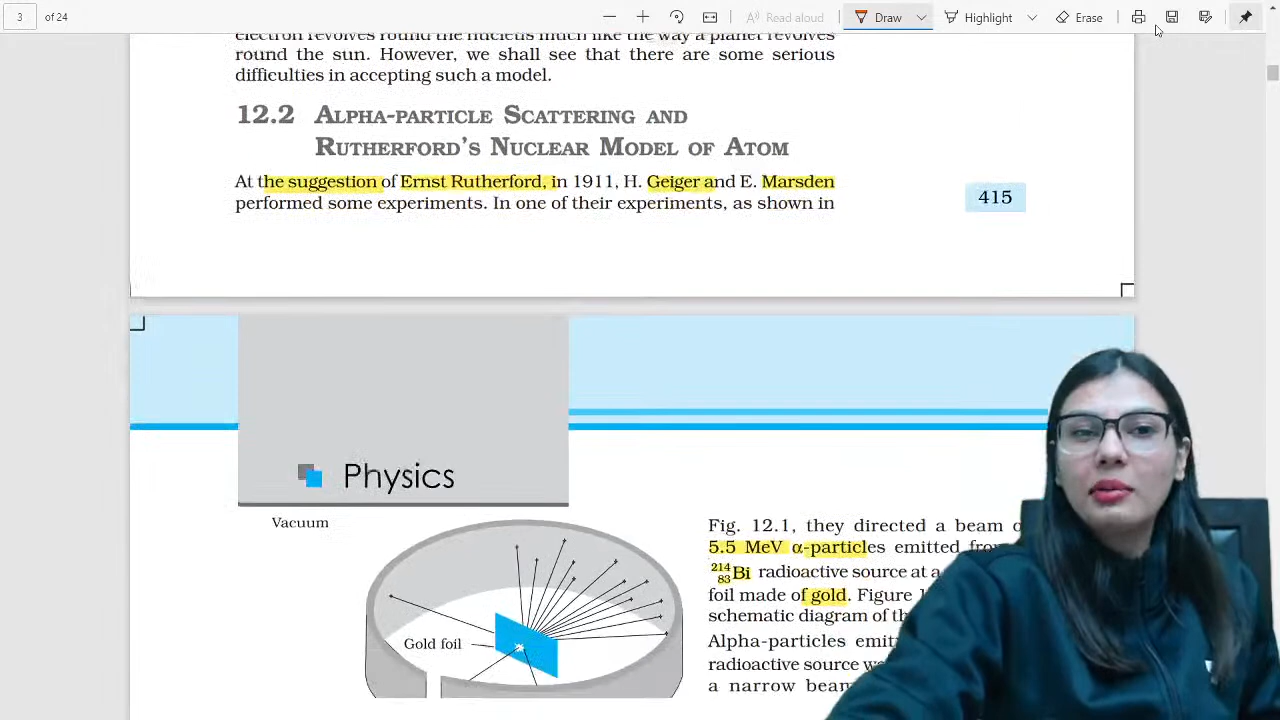 3 of 24
Read aloud
Draw
Highlight
Erase
electron revolves round the nucleus much like the way a planet revolves
round the sun. However, we shall see that there are some serious
difficulties in accepting such a model.
12.2 ALPHA-PARTICLE SCATTERING AND
RUTHERFORD'S NUCLEAR MODEL OF ATOM
At the suggestion of Ernst Rutherford, in 1911, H. Geiger and E. Marsden
performed some experiments. In one of their experiments, as shown in
415
Physics
Vacuum
Gold foil
Fig. 12.1, they directed a beam
5.5 MeV α-particles emitted from
²¹⁴₈₃Bi radioactive source at a
foil made of gold. Figure
schematic diagram of
Alpha-particles
radioactive source
a narrow beam